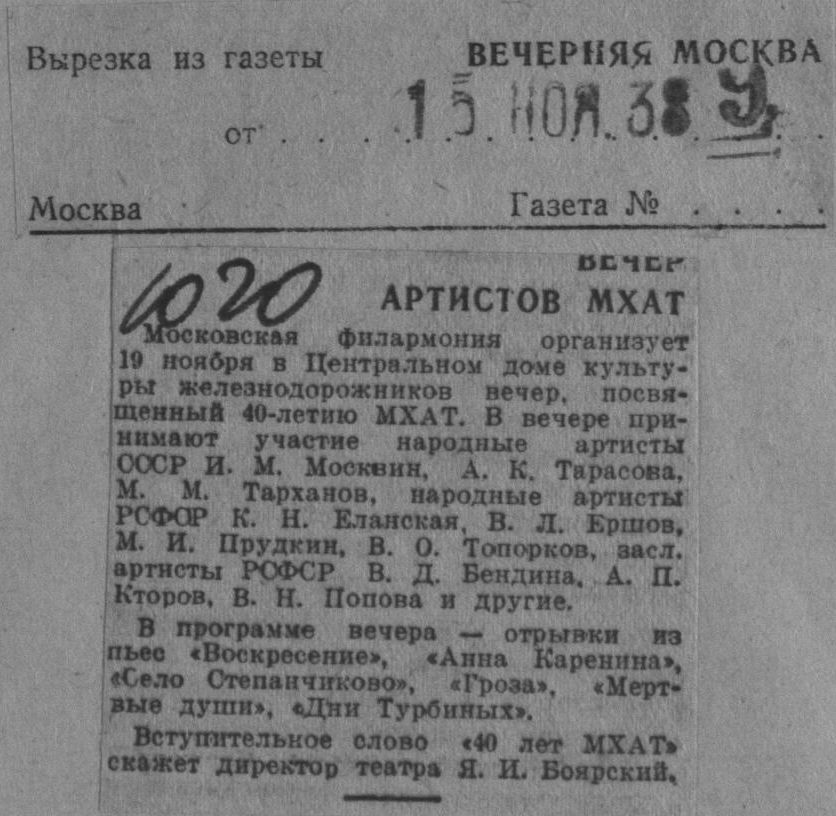 Вырезка из газеты ВЕЧЕРНЯЯ МОСКВА
от . . . . 15 НОЯ. 38 У.
Москва Газета № . . . .
1020
ВЕЧЕР
АРТИСТОВ МХАТ
Московская филармония организует
19 ноября в Центральном доме культу-
ры железнодорожников вечер, посвя-
щенный 40-летию МХАТ. В вечере при-
нимают участие народные артисты
СССР И. М. Москвин, А. К. Тарасова,
М. М. Тарханов, народные артисты
РСФСР К. Н. Еланская, В. Л. Ершов,
М. И. Прудкин, В. О. Топорков, засл.
артисты РСФСР В. Д. Бендина, А. П.
Кторов, В. Н. Попова и другие.
В программе вечера — отрывки из
пьес «Воскресение», «Анна Каренина»,
«Село Степанчиково», «Гроза», «Мерт-
вые души», «Дни Турбиных».
Вступительное слово «40 лет МХАТ»
скажет директор театра Я. И. Боярский.